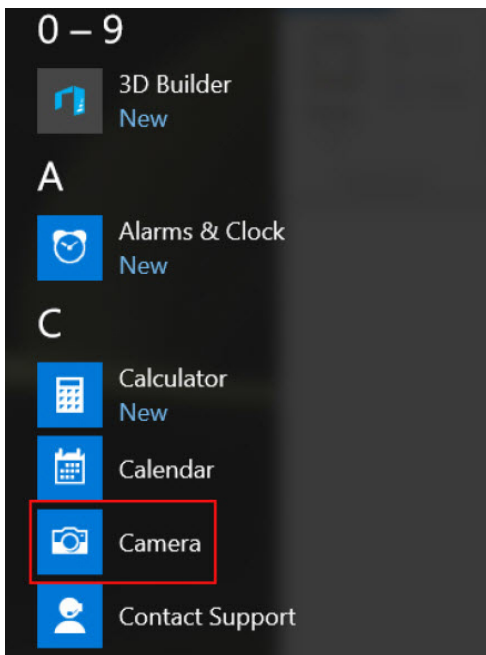 0 – 9
3D Builder
New
A
Alarms & Clock
New
C
Calculator
New
Calendar
Camera
Contact Support